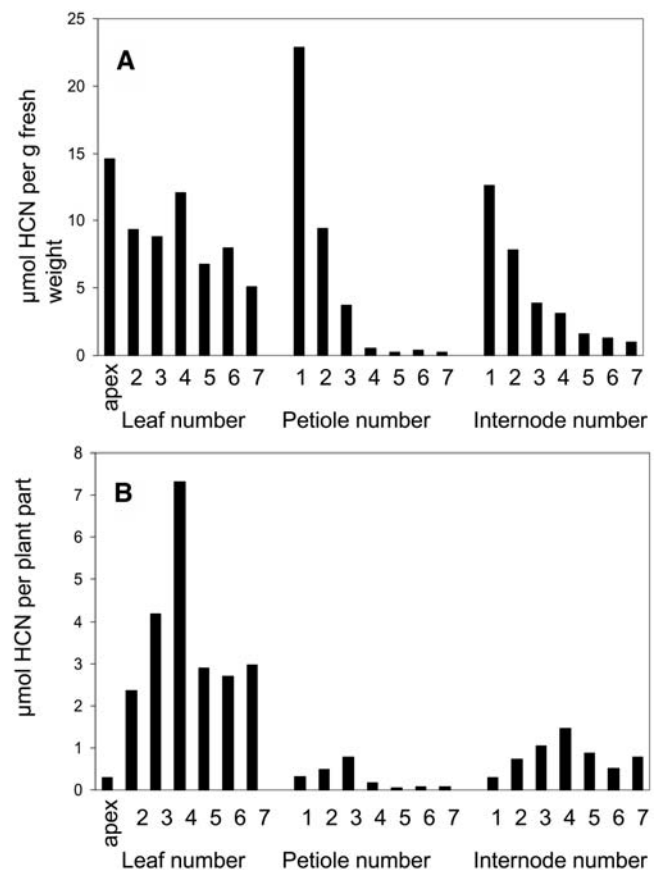 A
25
20
15
10
5
0
µmol HCN per g fresh
weight
apex 2 3 4 5 6 7 1 2 3 4 5 6 7 1 2 3 4 5 6 7
Leaf number Petiole number Internode number
B
8
7
6
5
4
3
2
1
0
µmol HCN per plant part
apex 2 3 4 5 6 7 1 2 3 4 5 6 7 1 2 3 4 5 6 7
Leaf number Petiole number Internode number